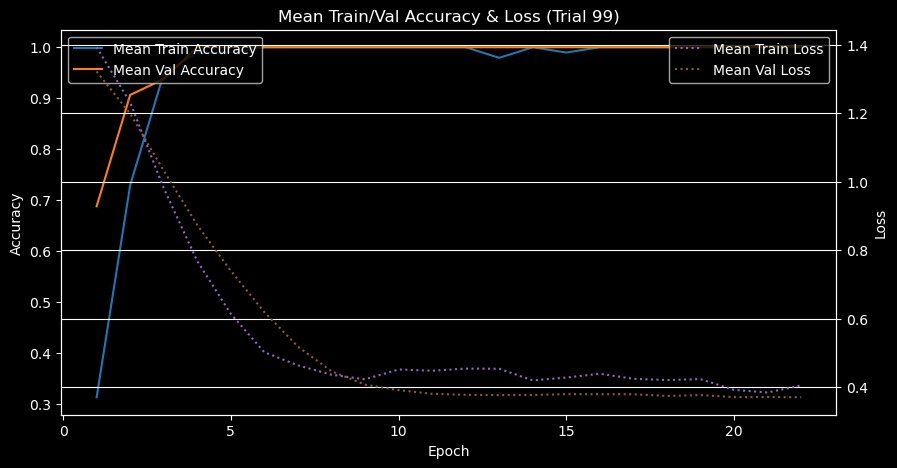 Mean Train/Val Accuracy & Loss (Trial 99)
Mean Train Accuracy
Mean Val Accuracy
Mean Train Loss
Mean Val Loss
1.0
0.9
0.8
0.7
0.6
0.5
0.4
0.3
Accuracy
1.4
1.2
1.0
0.8
0.6
0.4
Loss
0 5 10 15 20
Epoch